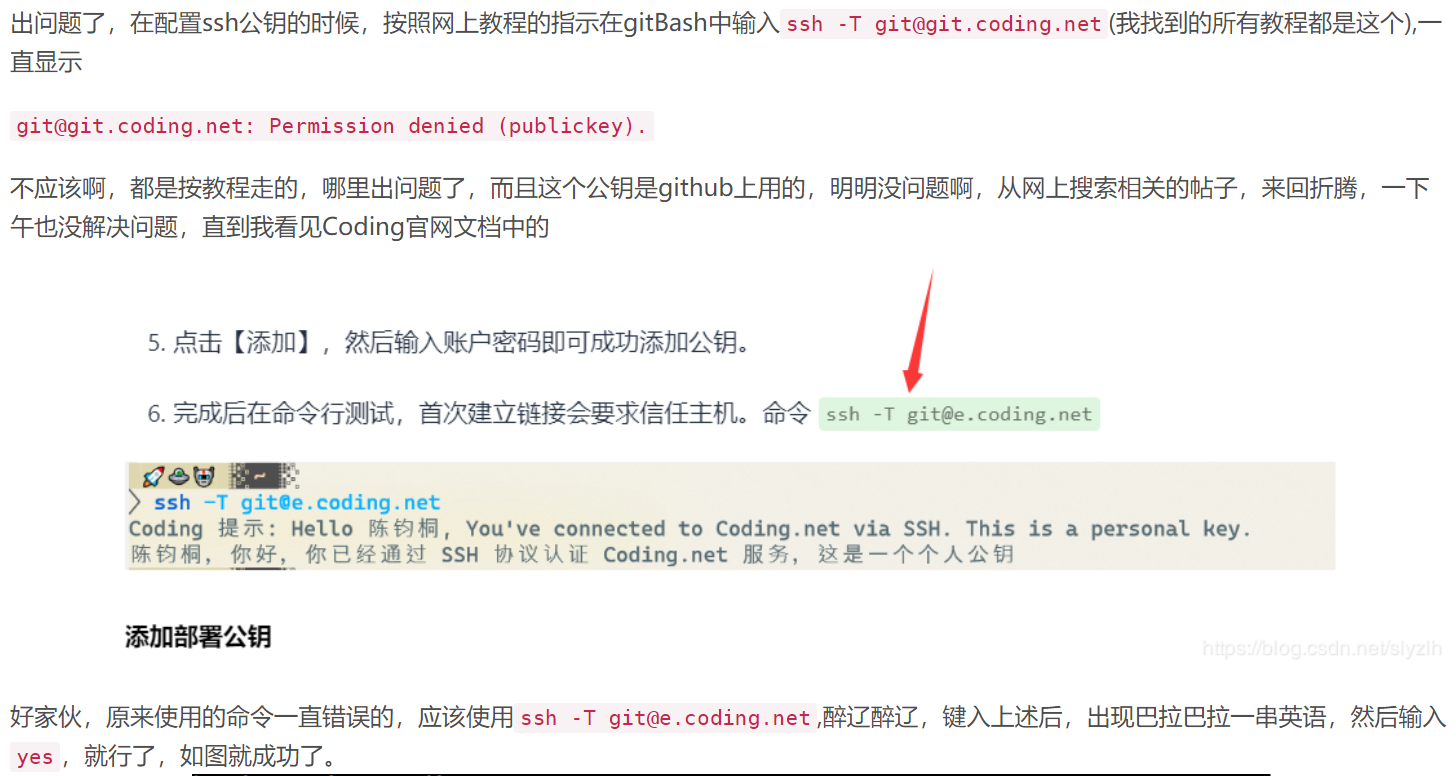 出问题了，在配置ssh公钥的时候，按照网上教程的指示在gitBash中输入 ssh -T git@git.coding.net (我找到的所有教程都是这个),一
直显示
git@git.coding.net: Permission denied (publickey).
不应该啊，都是按教程走的，哪里出问题了，而且这个公钥是github上用的，明明没问题啊，从网上搜索相关的帖子，来回折腾，一下
午也没解决问题，直到我看见Coding官网文档中的
5. 点击【添加】，然后输入账户密码即可成功添加公钥。
6. 完成后在命令行测试，首次建立链接会要求信任主机。命令 ssh -T git@e.coding.net
~
❯ ssh -T git@e.coding.net
Coding 提示: Hello 陈钧桐, You've connected to Coding.net via SSH. This is a personal key.
陈钧桐，你好，你已经通过 SSH 协议认证 Coding.net 服务，这是一个个人公钥
添加部署公钥
https://blog.csdn.net/slyzlh
好家伙，原来使用的命令一直错误的，应该使用 ssh -T git@e.coding.net ,醉辽醉辽，键入上述后，出现巴拉巴拉一串英语，然后输入
yes ，就行了，如图就成功了。